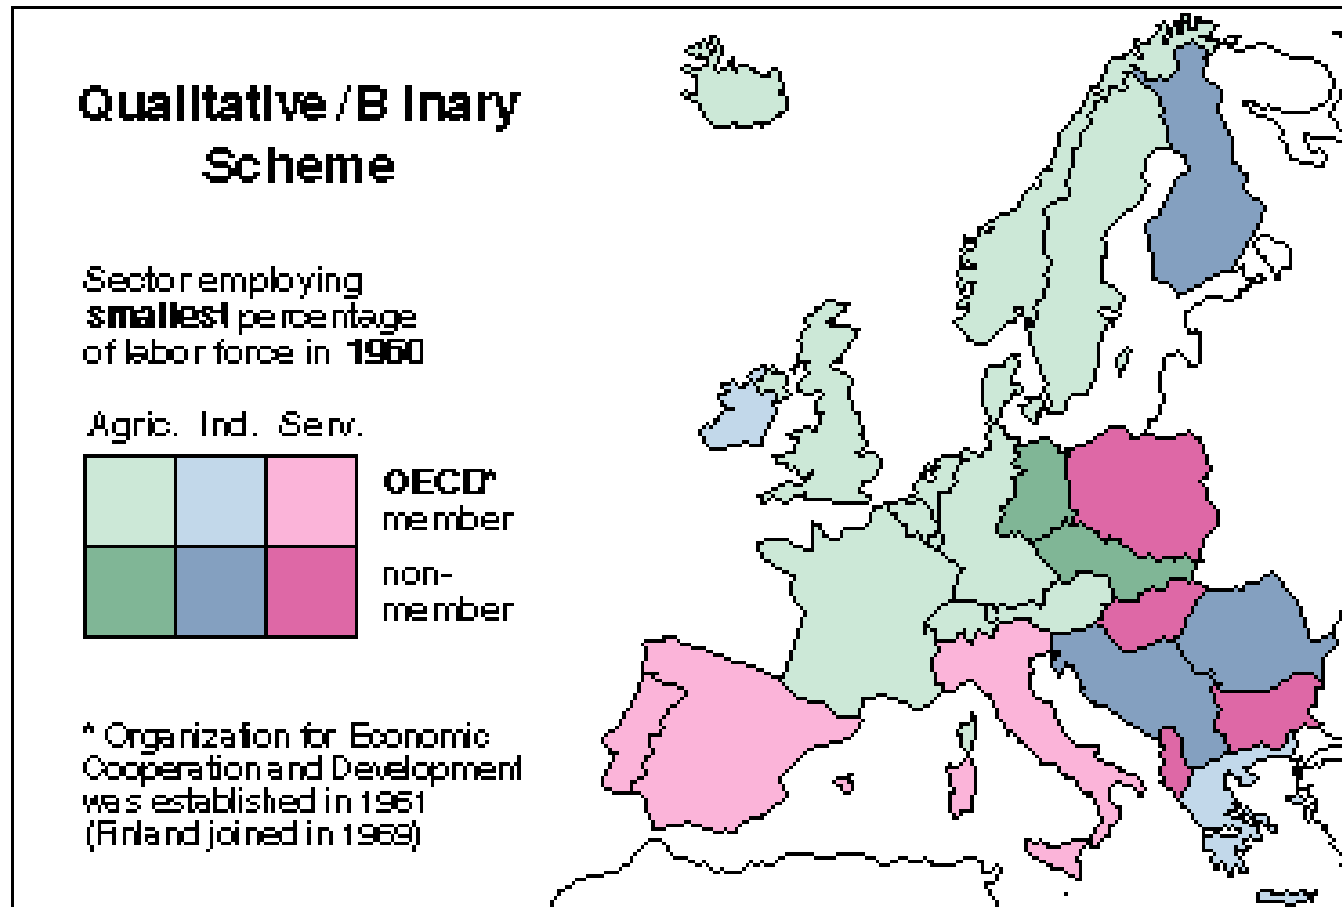 Qualitative/Binary
Scheme
Sector employing
smallest percentage
of labor force in 1960
Agric. Ind. Serv.
OECD*
member
non-
member
* Organization for Economic
Cooperation and Development
was established in 1961
(Finland joined in 1969)